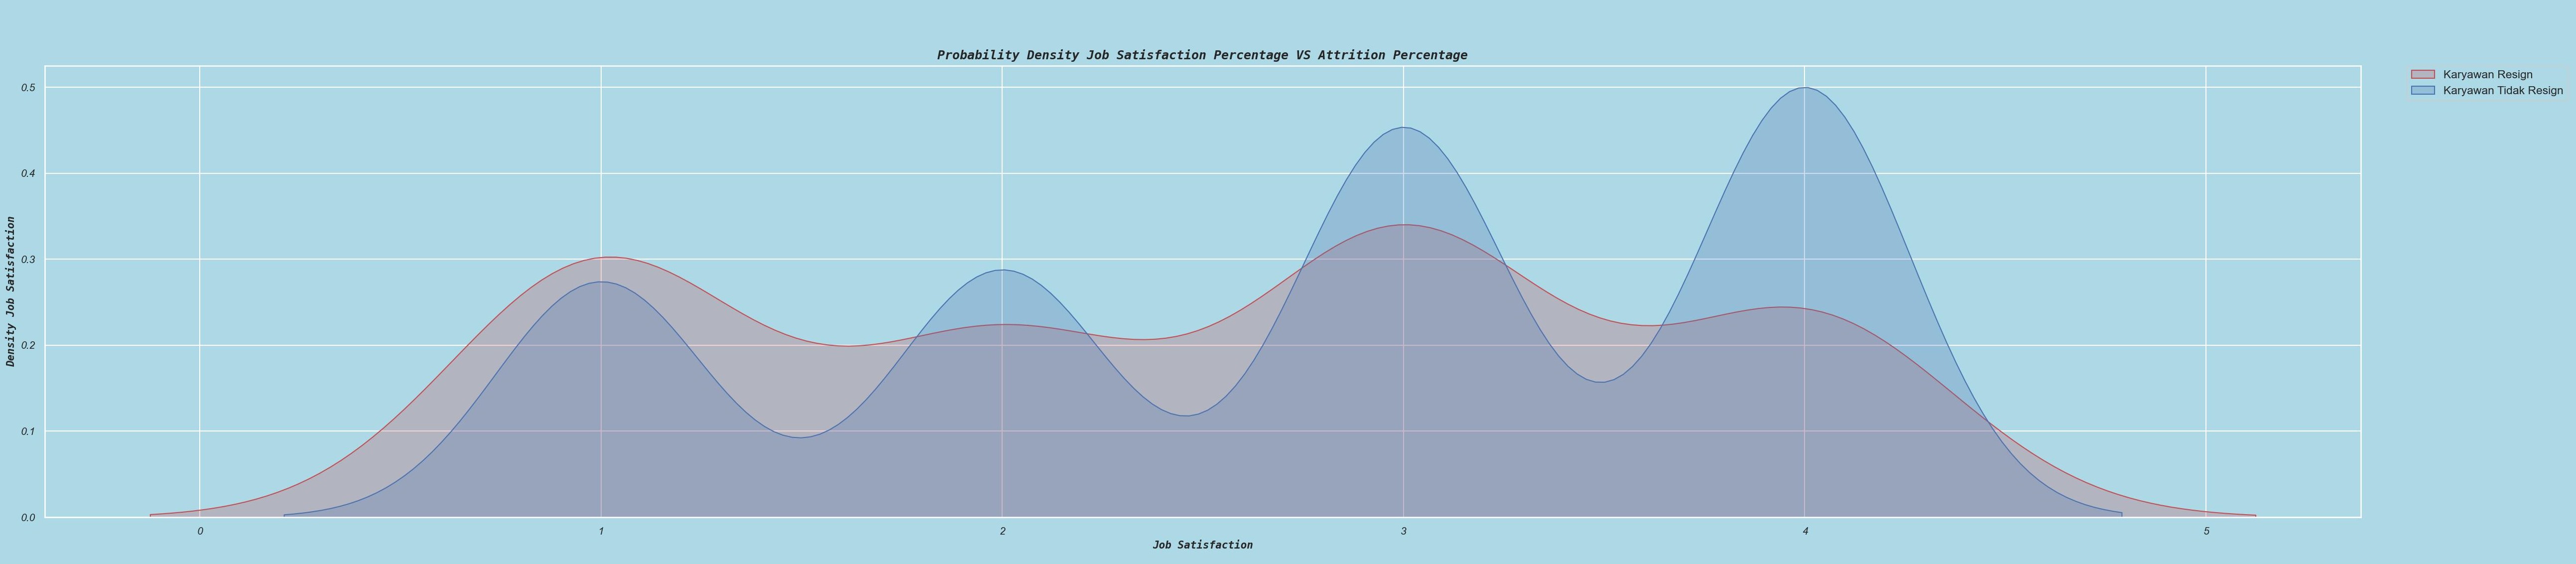 Probability Density Job Satisfaction Percentage VS Attrition Percentage
Karyawan Resign
Karyawan Tidak Resign
0.5
0.4
0.3
0.2
0.1
0.0
Density Job Satisfaction
0 1 2 3 4 5
Job Satisfaction